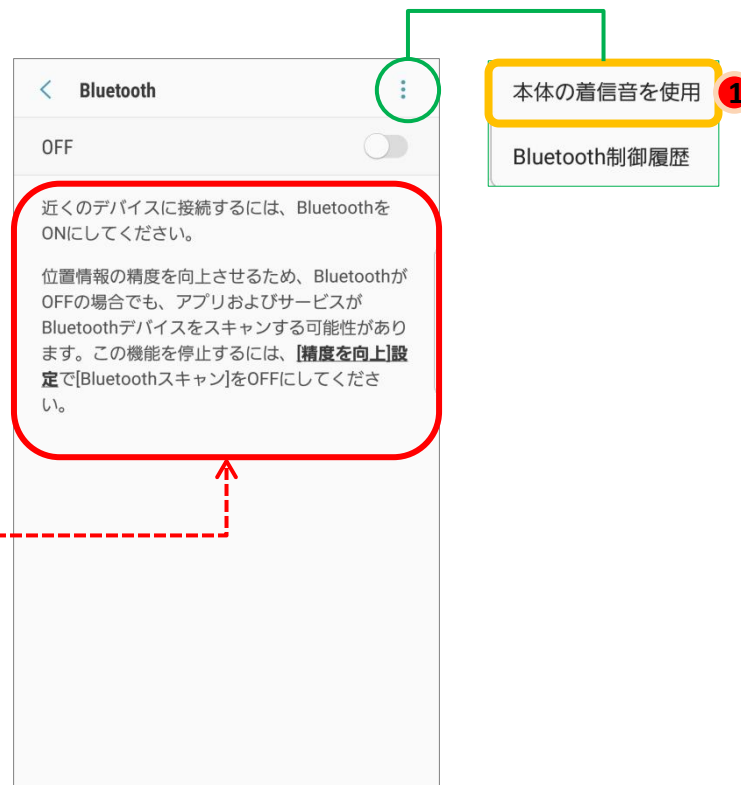 Bluetooth
本体の着信音を使用
1
OFF
Bluetooth制御履歴
近くのデバイスに接続するには、Bluetoothを
ONにしてください。
位置情報の精度を向上させるため、Bluetoothが
OFFの場合でも、アプリおよびサービスが
Bluetoothデバイスをスキャンする可能性があり
ます。この機能を停止するには、[精度を向上]設
定で[Bluetoothスキャン]をOFFにしてくださ
い。